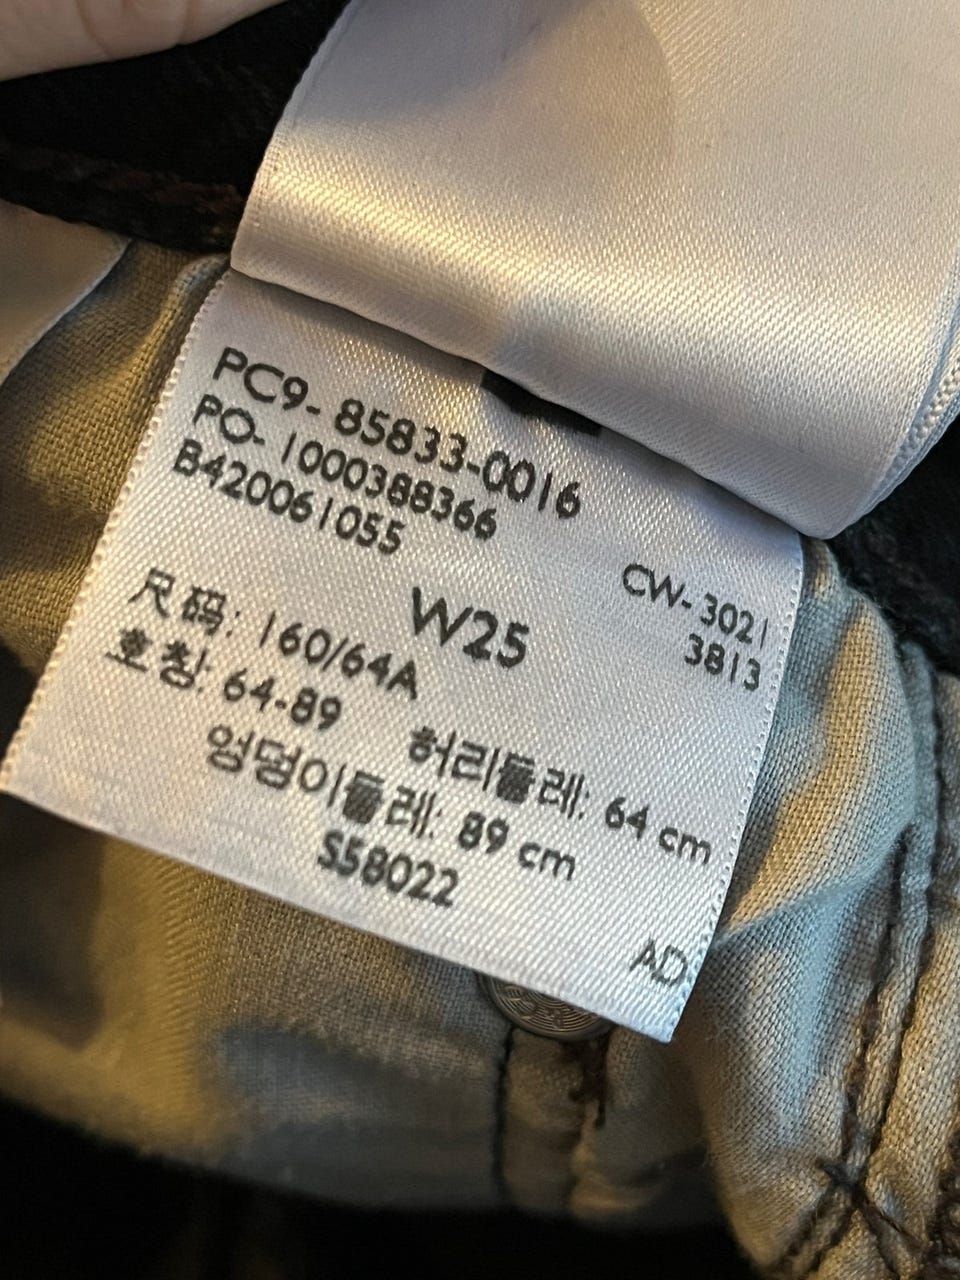 PC9- 85833-0016
PO- 1000388366
B420061055
CW- 3021
3813
W25
尺码: 160/64A
호칭: 64-89
허리둘레: 64 cm
엉덩이둘레: 89 cm
S58022
AD